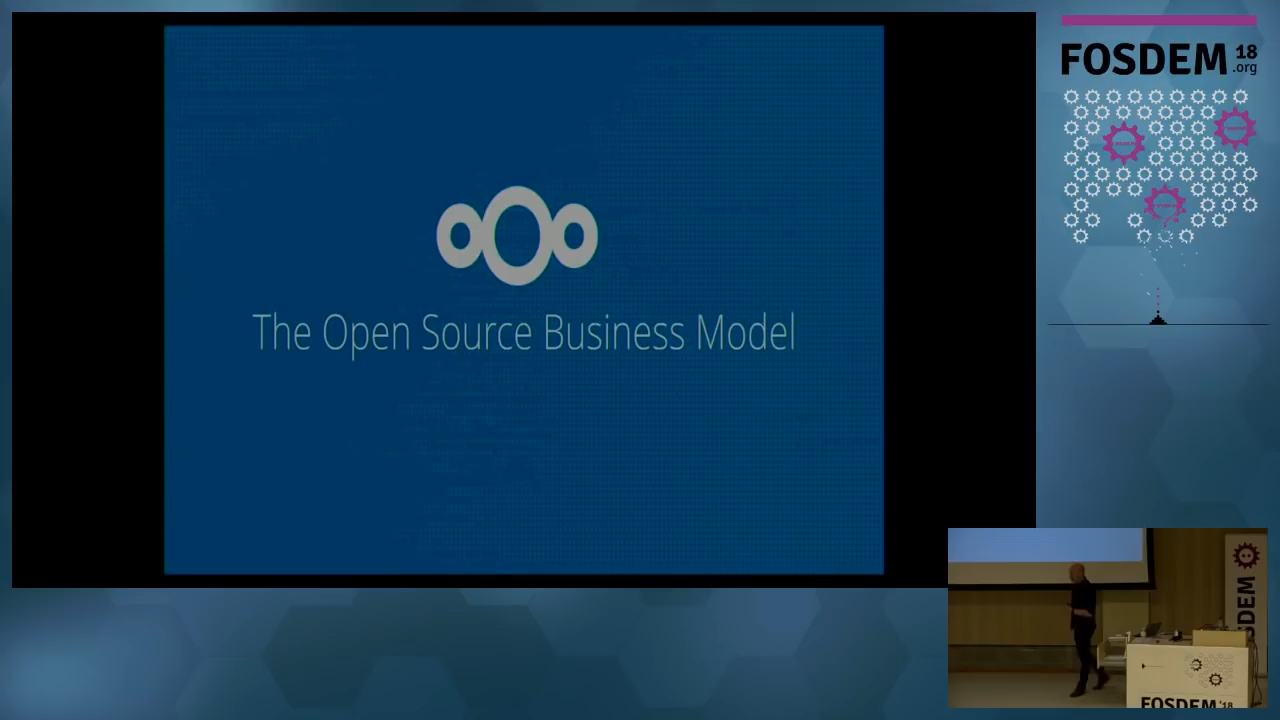 The Open Source Business Model
FOSDEM 18
.org
FOSDEM
FOSDEM '18